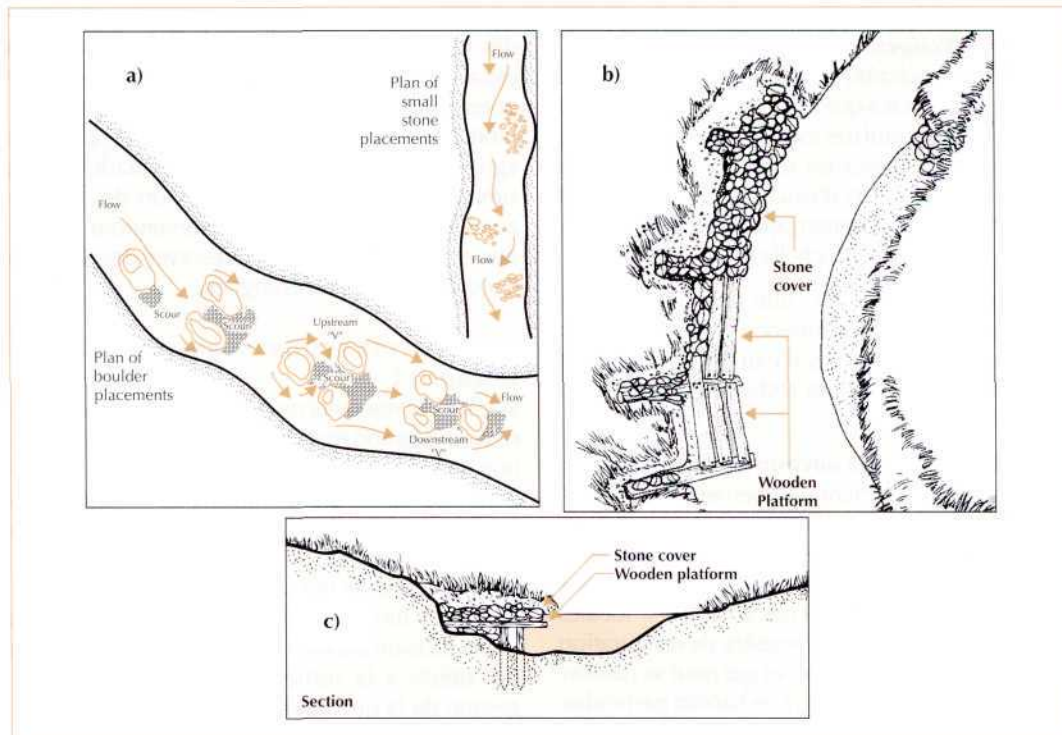 a)
Plan of
small
stone
placements
Flow
Flow
Flow
Scour
Scour
Upstream
"V"
Scour
Scour
Flow
Downstream
"V"
Plan of
boulder
placements
b)
Stone
cover
Wooden
Platform
c)
Stone cover
Wooden platform
Section